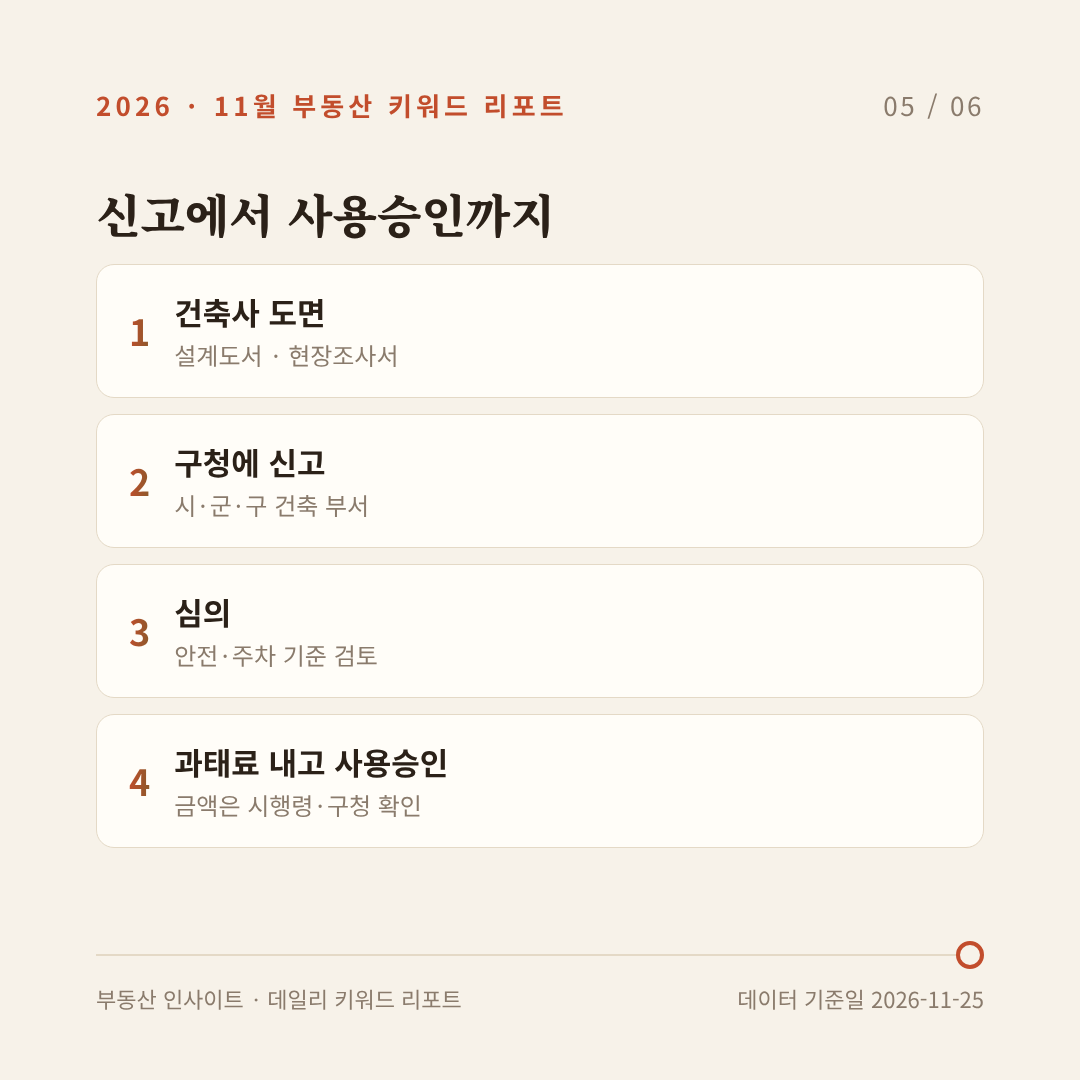 2026 · 11월 부동산 키워드 리포트
05 / 06
신고에서 사용승인까지
1
건축사 도면
설계도서 · 현장조사서
2
구청에 신고
시·군·구 건축 부서
3
심의
안전·주차 기준 검토
4
과태료 내고 사용승인
금액은 시행령·구청 확인
부동산 인사이트 · 데일리 키워드 리포트
데이터 기준일 2026-11-25